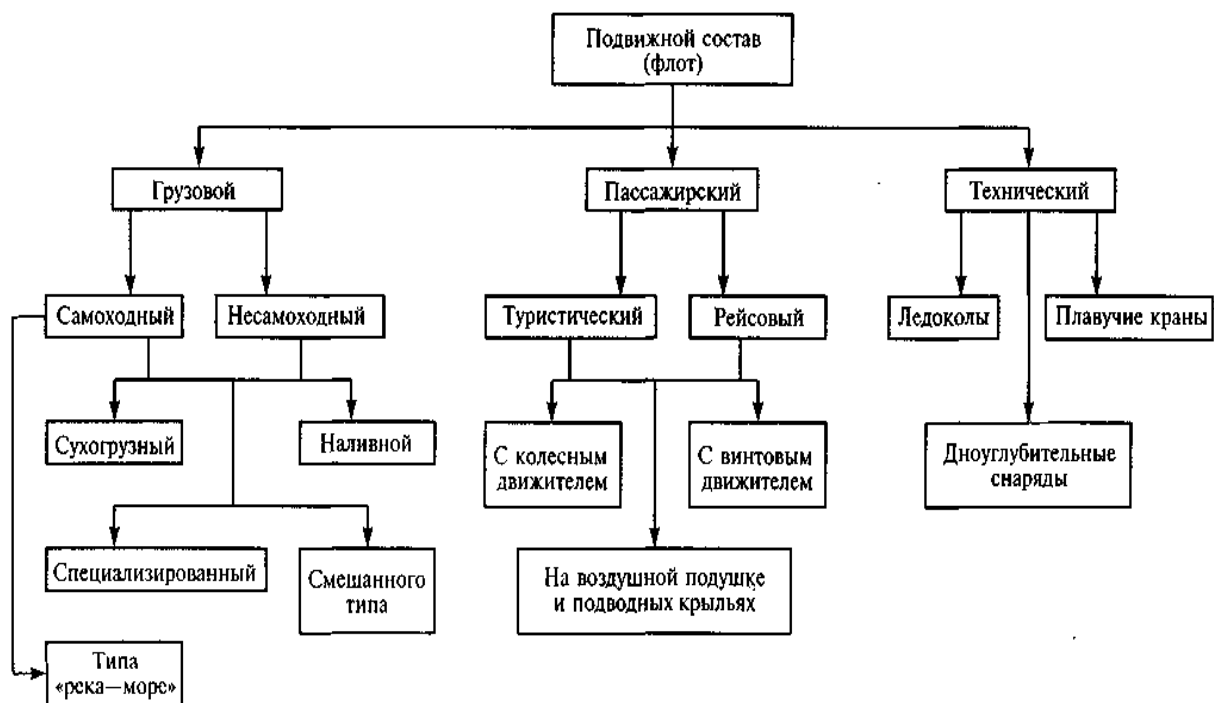 Подвижной состав
(флот)
Грузовой
Пассажирский
Технический
Самоходный
Несамоходный
Туристический
Рейсовый
Ледоколы
Плавучие краны
Сухогрузный
Наливной
С колесным
движителем
С винтовым
движителем
Дноуглубительные
снаряды
Специализированный
Смешанного
типа
На воздушной подушке
и подводных крыльях
Типа
«река—море»